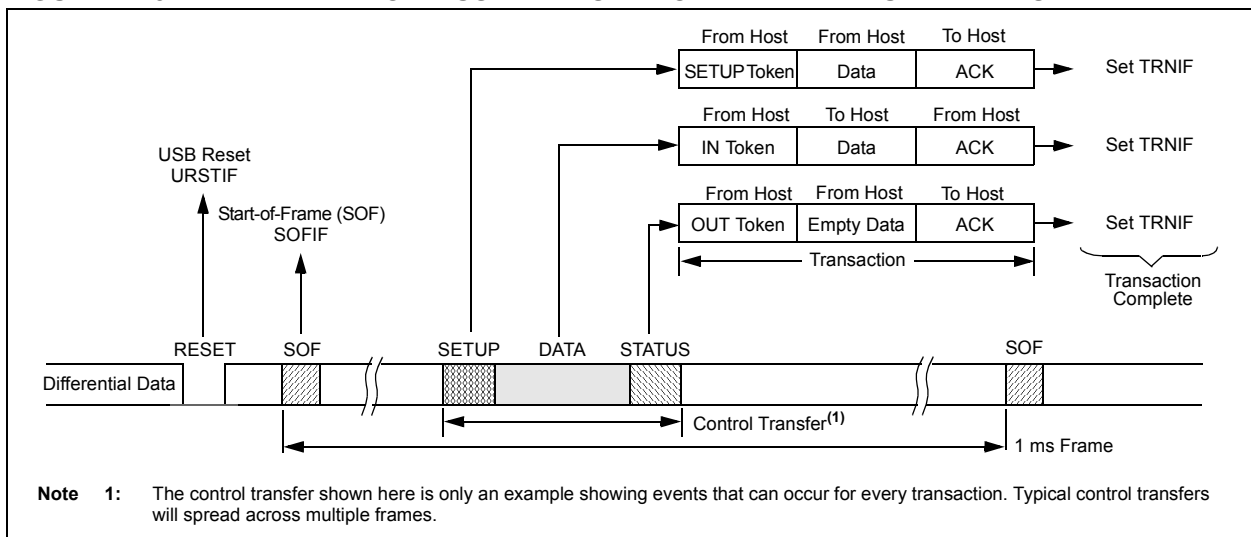 From Host From Host To Host
SETUP Token Data ACK Set TRNIF
From Host To Host From Host
IN Token Data ACK Set TRNIF
From Host From Host To Host
OUT Token Empty Data ACK Set TRNIF
Transaction
Transaction
Complete
USB Reset
URSTIF
Start-of-Frame (SOF)
SOFIF
RESET SOF SETUP DATA STATUS SOF
Differential Data
Control Transfer(1)
1 ms Frame
Note 1: The control transfer shown here is only an example showing events that can occur for every transaction. Typical control transfers
will spread across multiple frames.